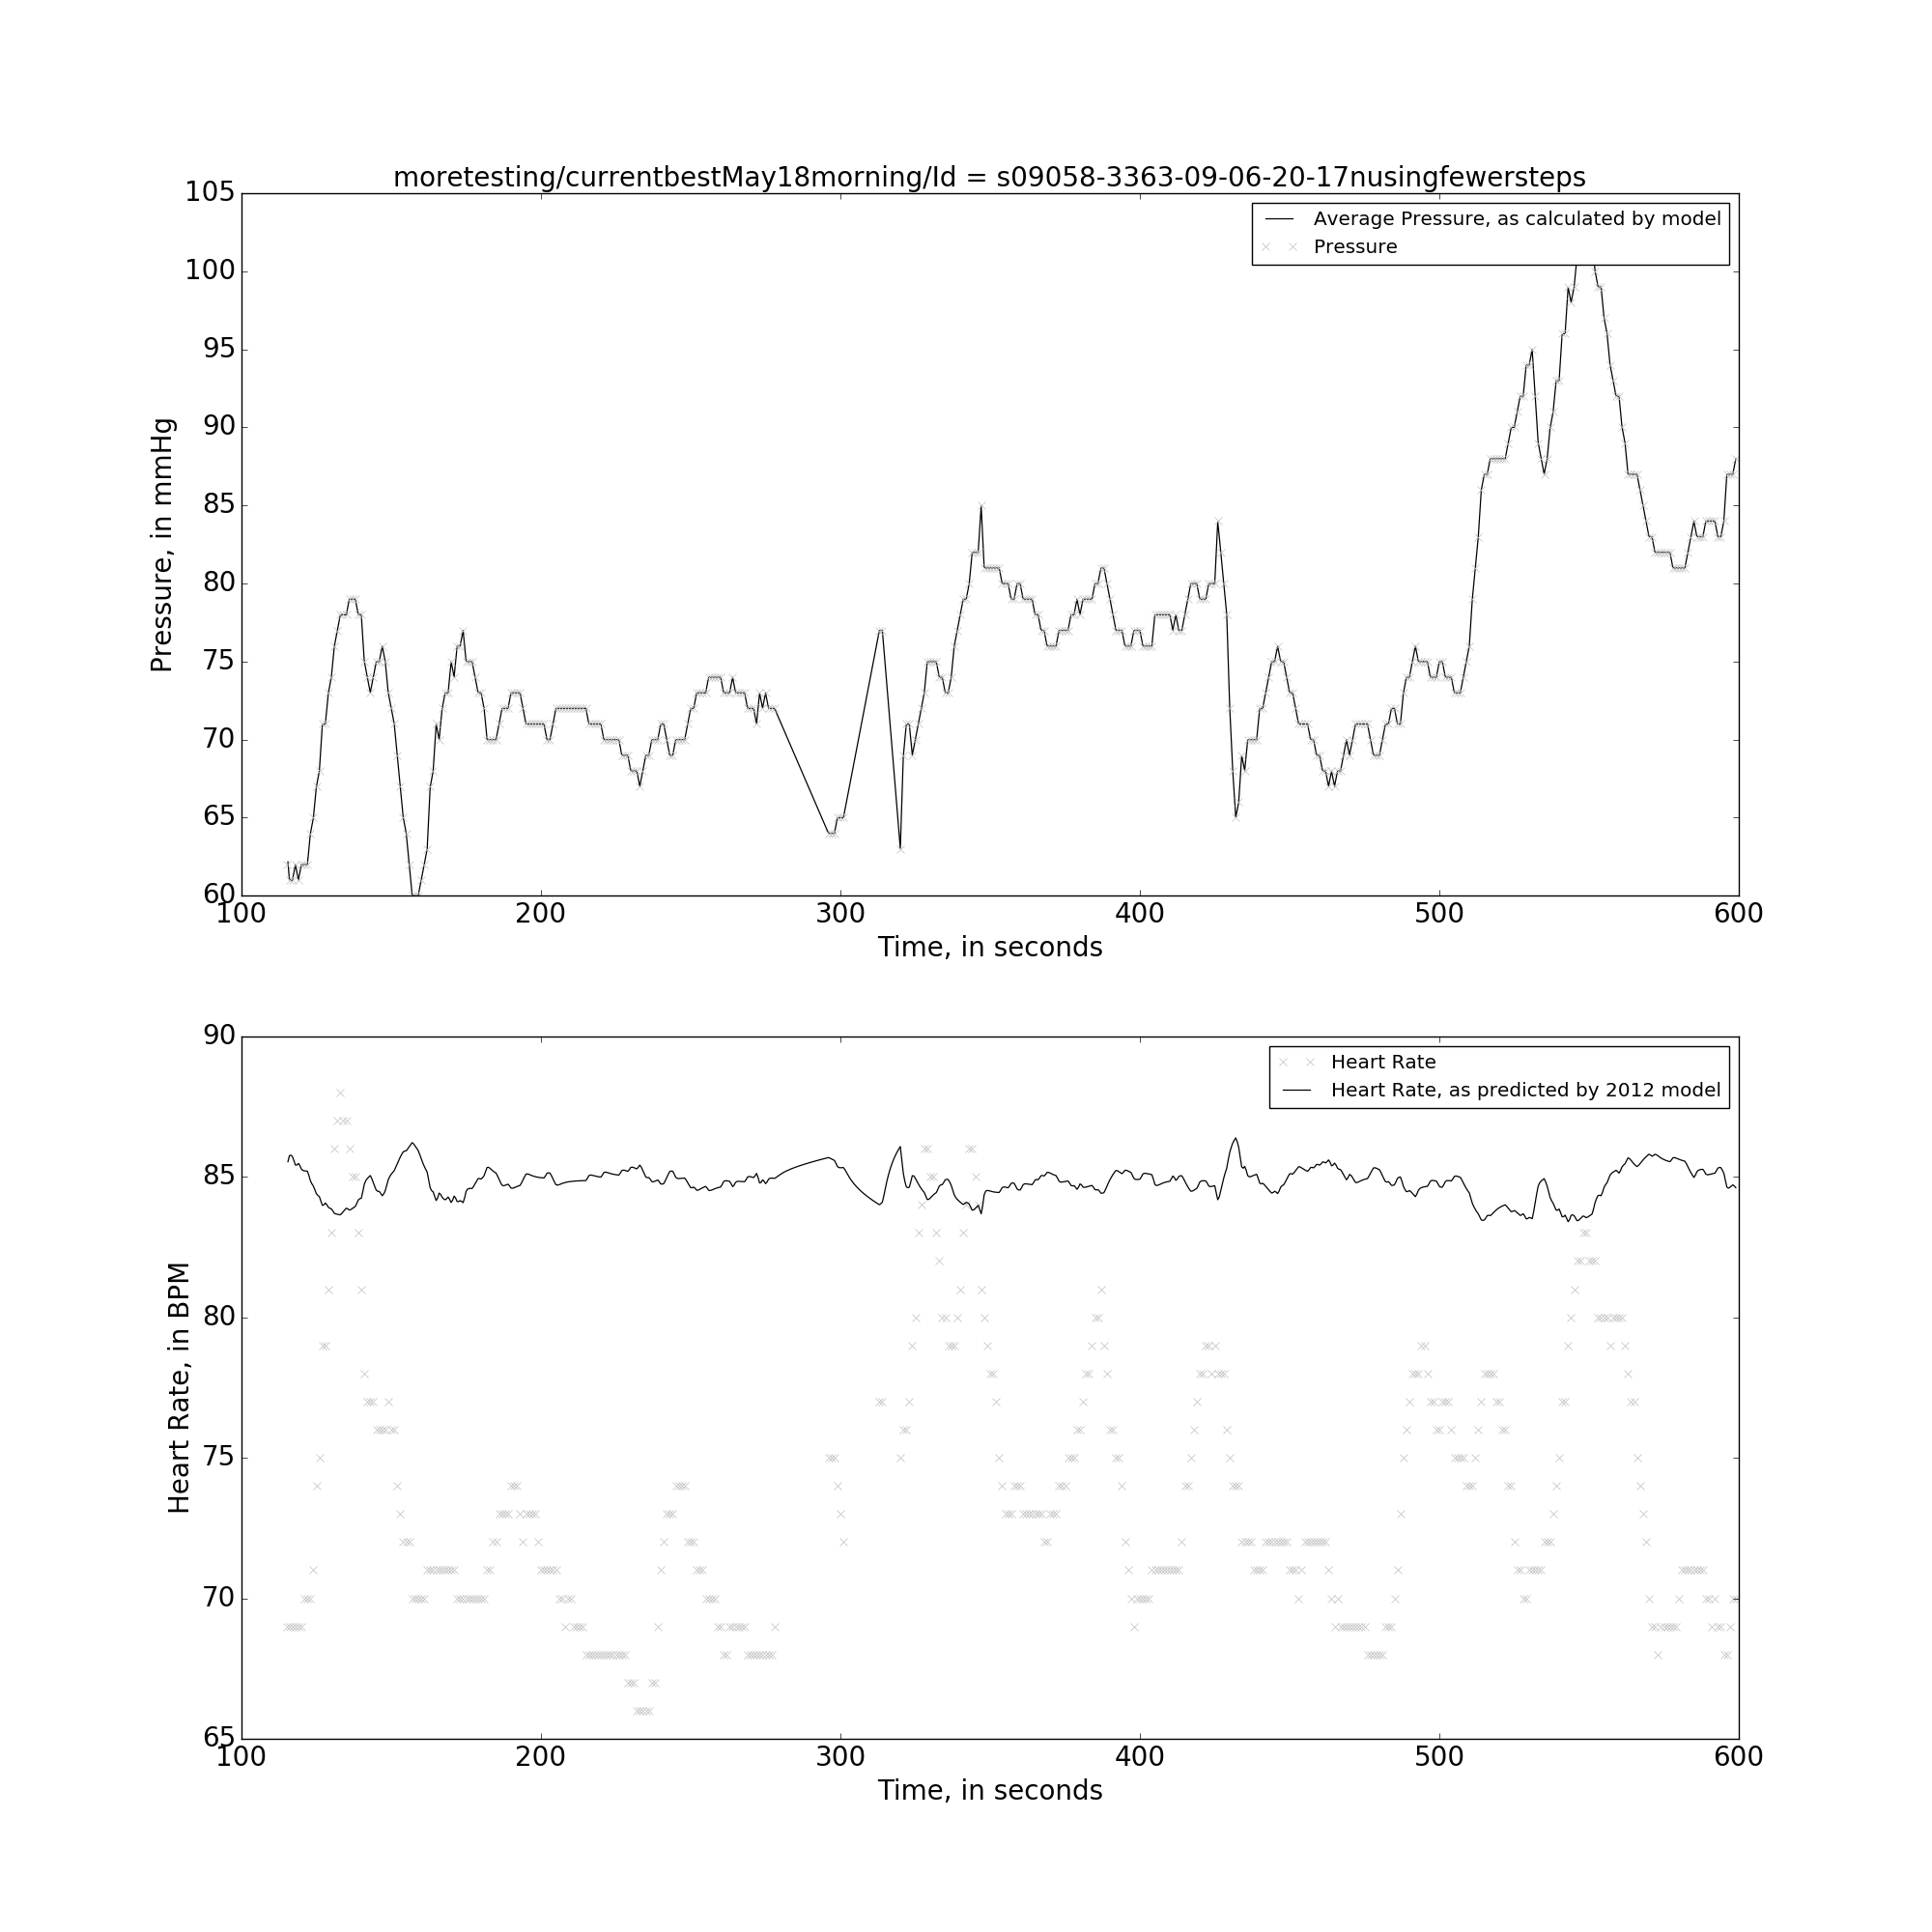 moretesting/currentbestMay18morning/Id = s09058-3363-09-06-20-17nusingfewersteps
105
100
95
90
85
80
75
70
65
60
Pressure, in mmHg
Average Pressure, as calculated by model
Pressure
100 200 300 400 500 600
Time, in seconds
90
85
80
75
70
65
Heart Rate, in BPM
Heart Rate
Heart Rate, as predicted by 2012 model
100 200 300 400 500 600
Time, in seconds